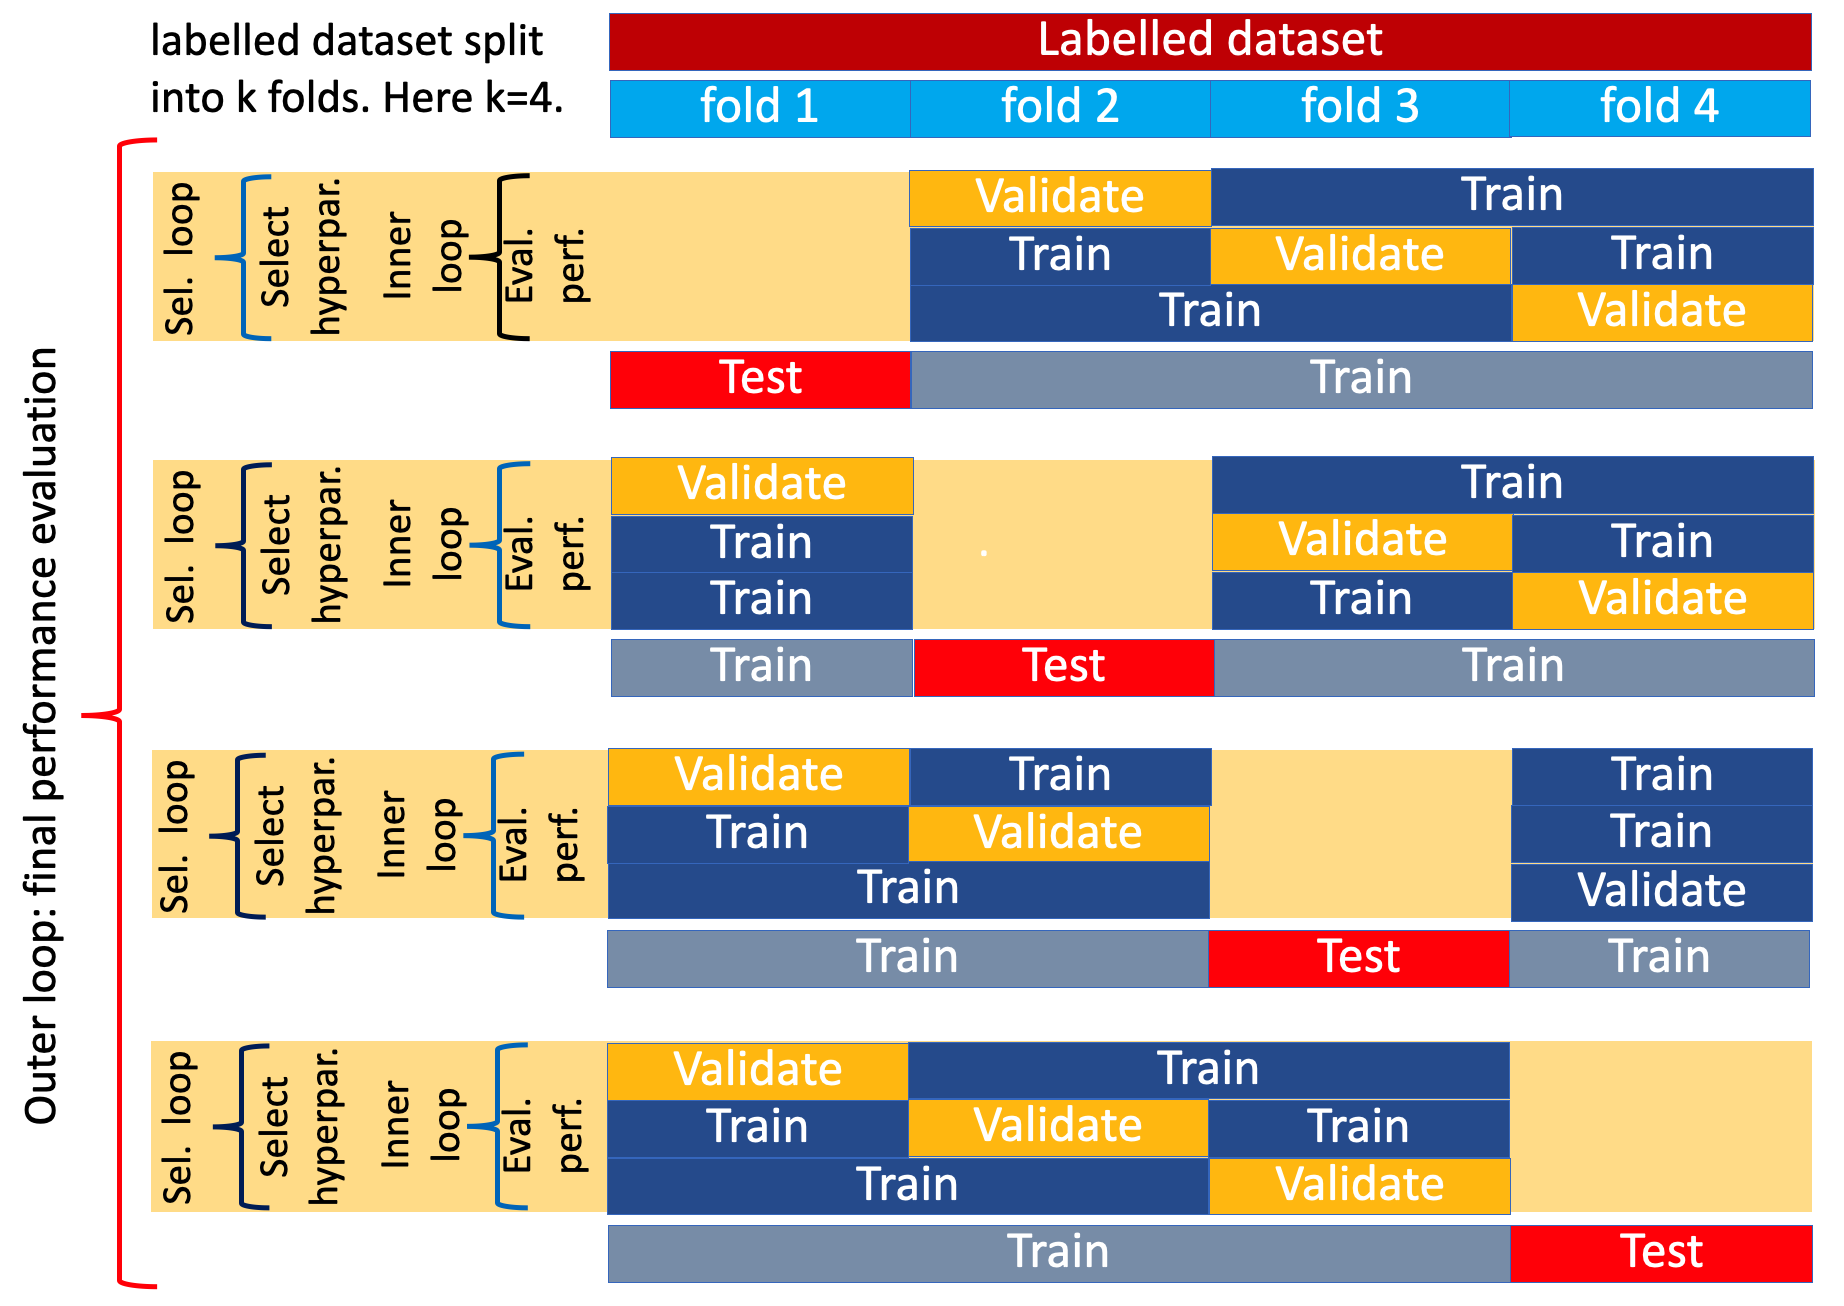 labelled dataset split
into k folds. Here k=4.
Labelled dataset
fold 1 fold 2 fold 3 fold 4
Outer loop: final performance evaluation
Sel. loop
Select
hyperpar.
Inner
loop
Eval.
perf.
Validate Train
Train Validate Train
Train Validate
Test Train
Sel. loop
Select
hyperpar.
Inner
loop
Eval.
perf.
Validate Train
Train . Validate Train
Train Train Validate
Train Test Train
Sel. loop
Select
hyperpar.
Inner
loop
Eval.
perf.
Validate Train Train
Train Validate Train
Train Validate
Train Test Train
Sel. loop
Select
hyperpar.
Inner
loop
Eval.
perf.
Validate Train
Train Validate Train
Train Validate
Train Test